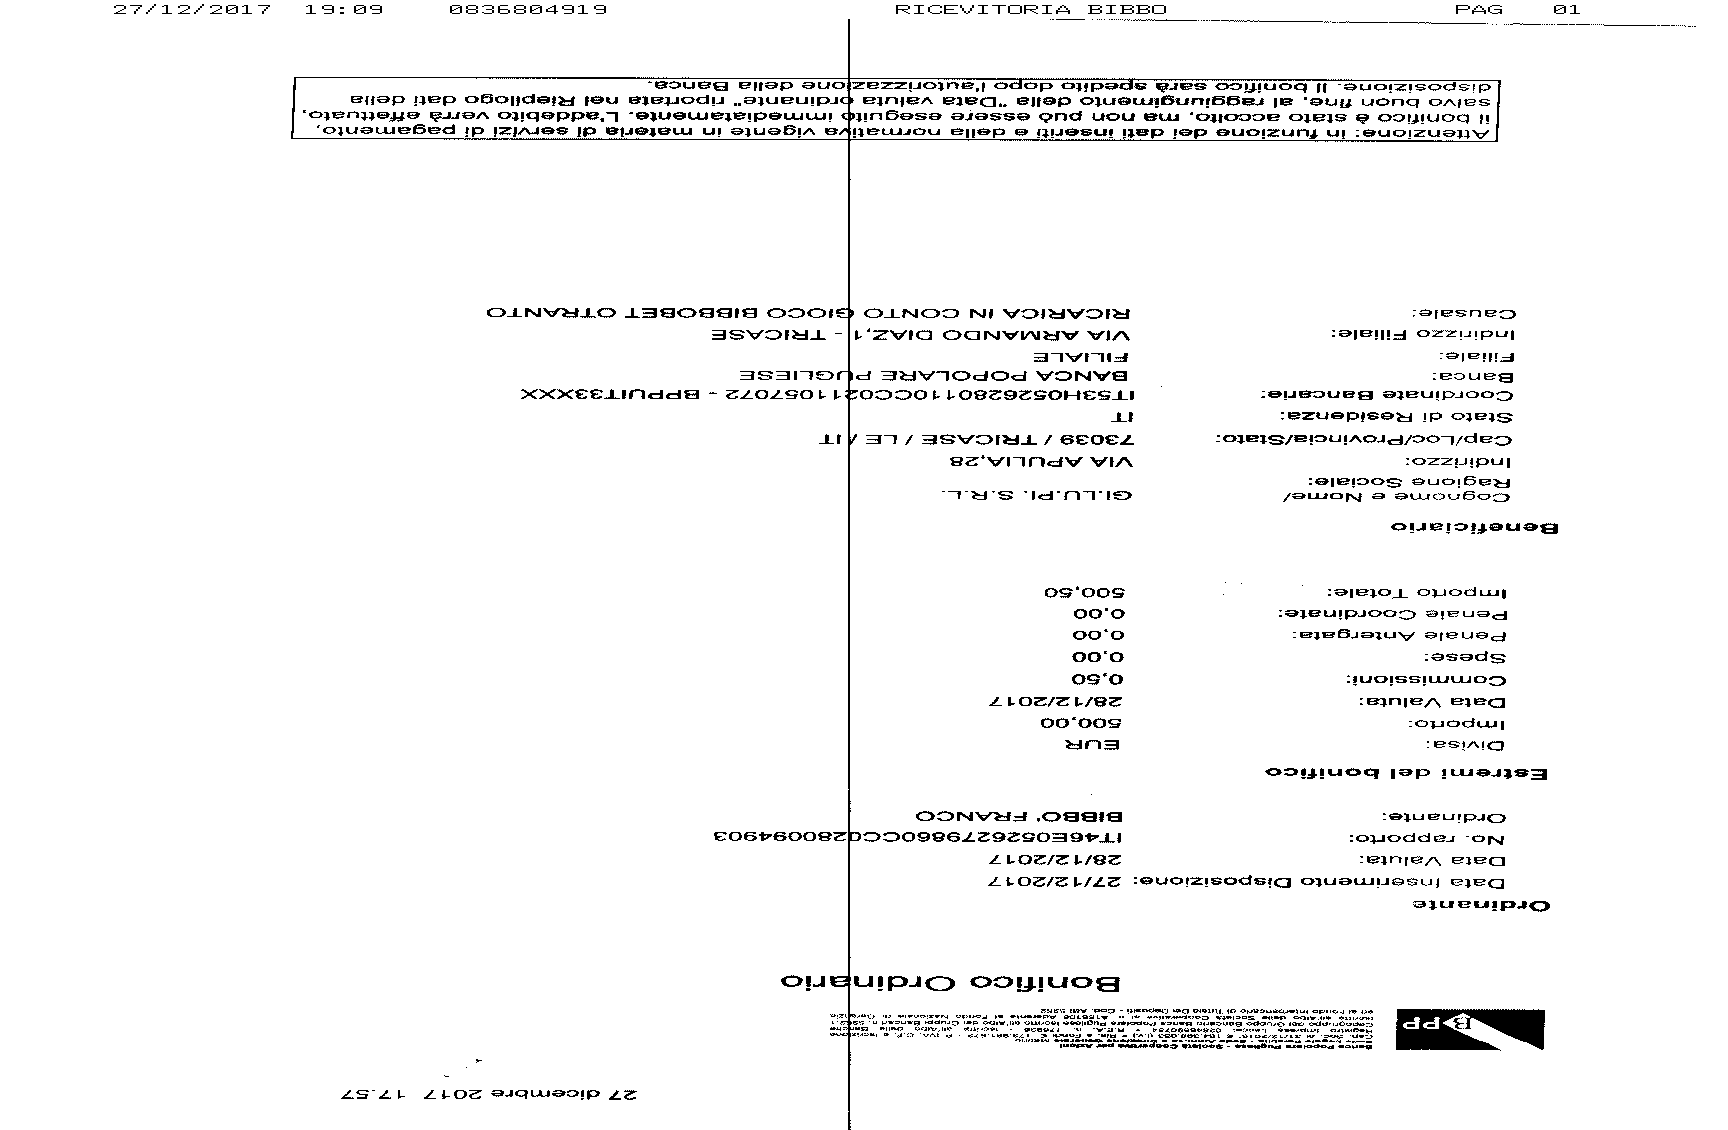 27/12/2017 19:09 0836804919 RICEVITORIA BIBBO PAG 01
27 dicembre 2017 17.57
BPP
Banca Popolare Pugliese - Società Cooperativa per Azioni
Bonifico Ordinario
Ordinante
Data Inserimento Disposizione: 27/12/2017
Data Valuta: 28/12/2017
No. rapporto: IT46E0526279860CC0280094903
Ordinante: BIBBO' FRANCO
Estremi del bonifico
Divisa: EUR
Importo: 500,00
Data Valuta: 28/12/2017
Commissioni: 0,50
Spese: 0,00
Penale Antergata: 0,00
Penale Coordinate: 0,00
Importo Totale: 500,50
Beneficiario
Cognome e Nome/ GI.LU.PI. S.R.L.
Ragione Sociale:
Indirizzo: VIA APULIA,28
Cap/Loc/Provincia/Stato: 73039 / TRICASE / LE / IT
Stato di Residenza: IT
Coordinate Bancarie: IT53H0526280110CC0211057072 - BPPUIT33XXX
Banca: BANCA POPOLARE PUGLIESE
Filiale: FILIALE
Indirizzo Filiale: VIA ARMANDO DIAZ,1 - TRICASE
Causale: RICARICA IN CONTO GIOCO BIBBOBET OTRANTO
Attenzione: in funzione dei dati inseriti e della normativa vigente in materia di servizi di pagamento,
il bonifico è stato accolto, ma non può essere eseguito immediatamente. L'addebito verrà effettuato,
salvo buon fine, al raggiungimento della "Data valuta ordinante" riportata nel Riepilogo dati della
disposizione. Il bonifico sarà spedito dopo l'autorizzazione della Banca.